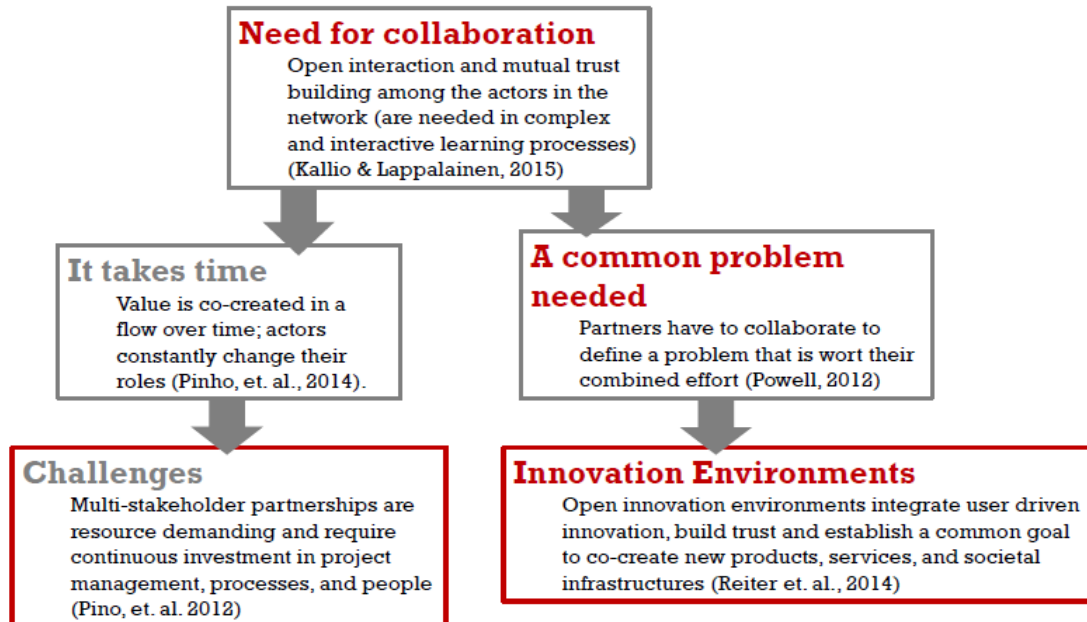 Need for collaboration
Open interaction and mutual trust
building among the actors in the
network (are needed in complex
and interactive learning processes)
(Kallio & Lappalainen, 2015)
It takes time
Value is co-created in a
flow over time; actors
constantly change their
roles (Pinho, et. al., 2014).
A common problem
needed
Partners have to collaborate to
define a problem that is wort their
combined effort (Powell, 2012)
Challenges
Multi-stakeholder partnerships are
resource demanding and require
continuous investment in project
management, processes, and people
(Pino, et. al. 2012)
Innovation Environments
Open innovation environments integrate user driven
innovation, build trust and establish a common goal
to co-create new products, services, and societal
infrastructures (Reiter et. al., 2014)